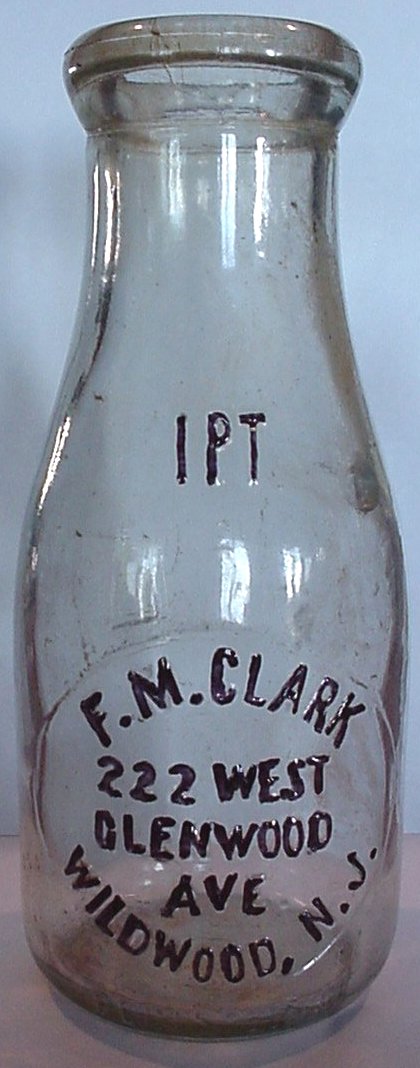 1PT
F.M.CLARK
222 WEST
GLENWOOD
AVE
WILDWOOD, N.J.